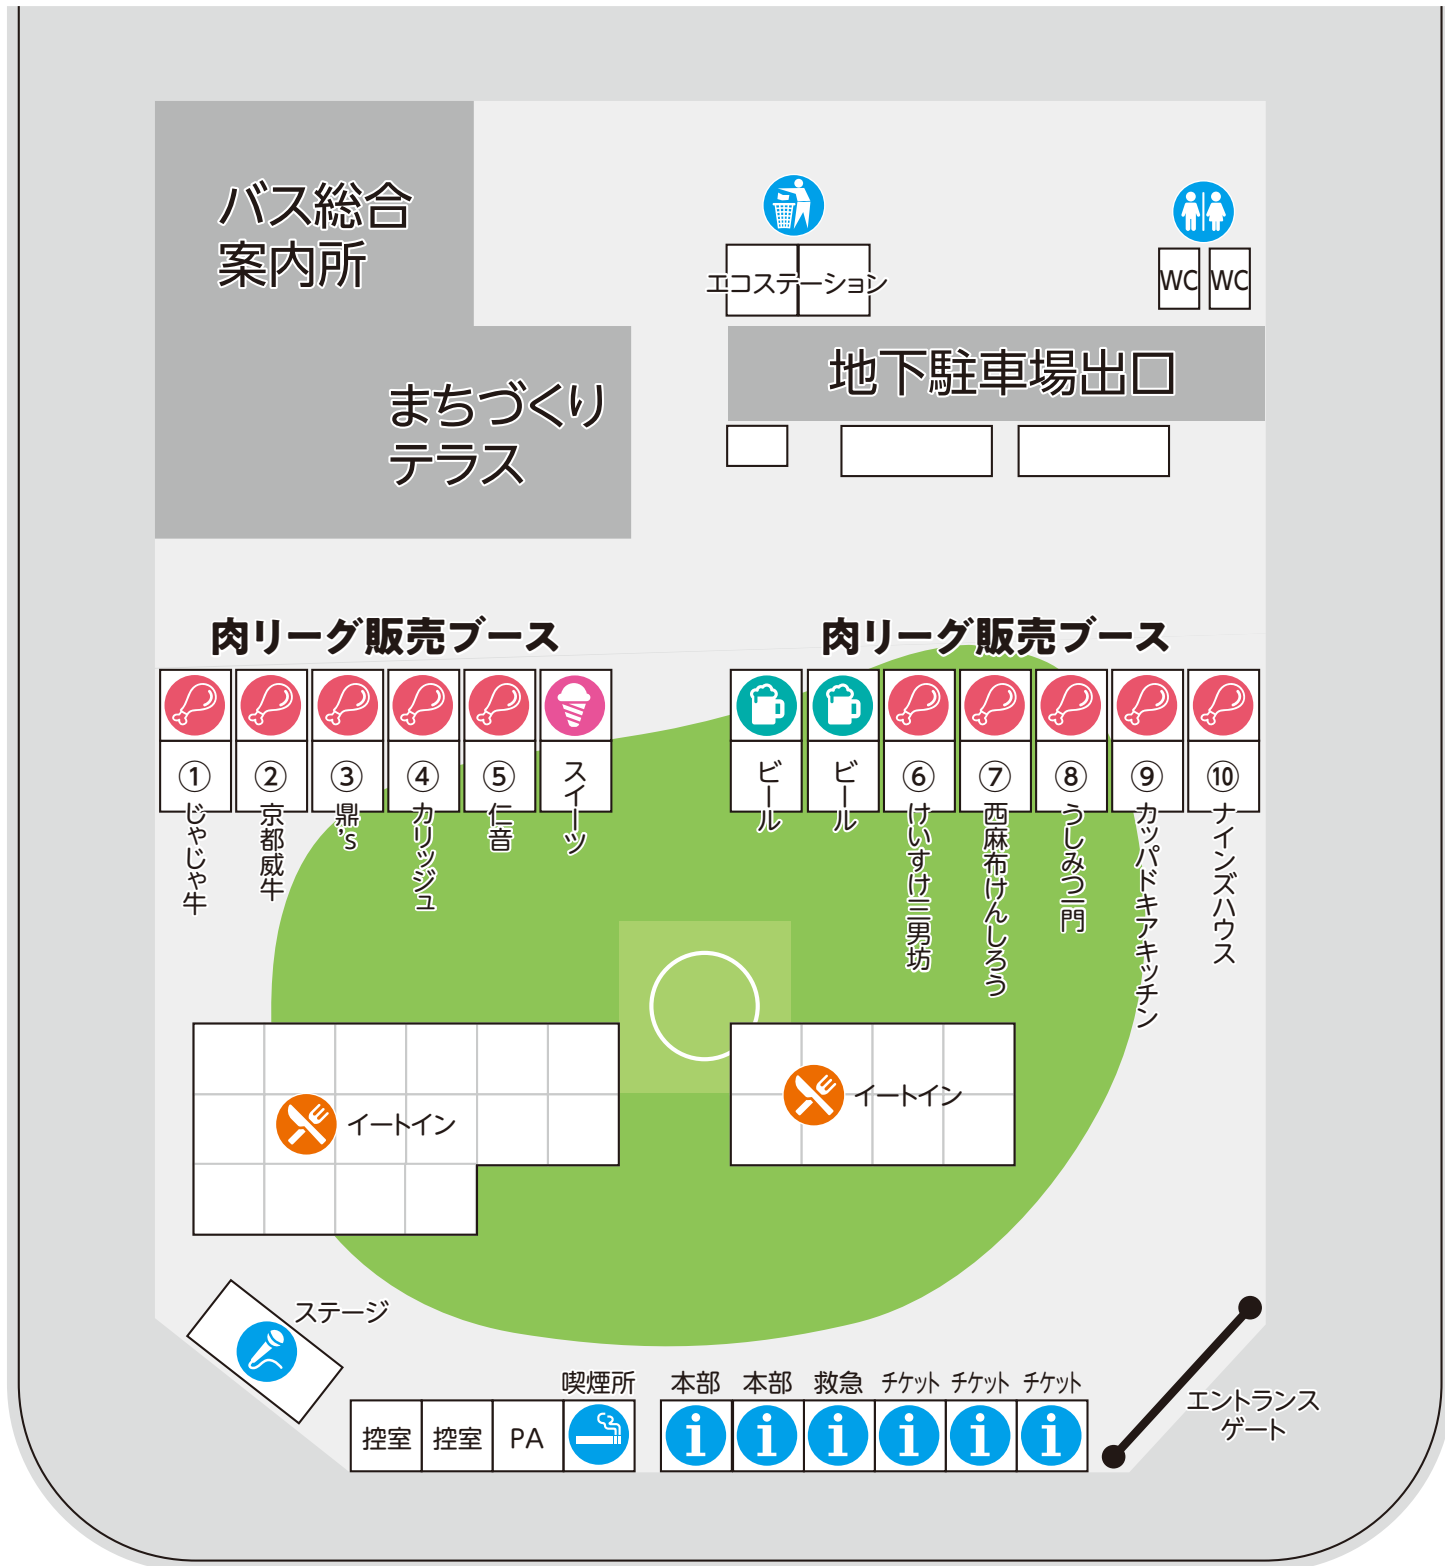 バス総合
案内所
エコステーション
WC
WC
地下駐車場出口
まちづくり
テラス
肉リーグ販売ブース
肉リーグ販売ブース
①
じゃじゃ牛
②
京都威牛
③
鼎's
④
カリッジュ
⑤
仁音
スイーツ
ビール
ビール
⑥
けいすけ三男坊
⑦
西麻布けんしろう
⑧
うしみつ一門
⑨
カッパドキアキッチン
⑩
ナインズハウス
イートイン
イートイン
ステージ
控室
控室
PA
喫煙所
本部
本部
救急
チケット
チケット
チケット
エントランス
ゲート